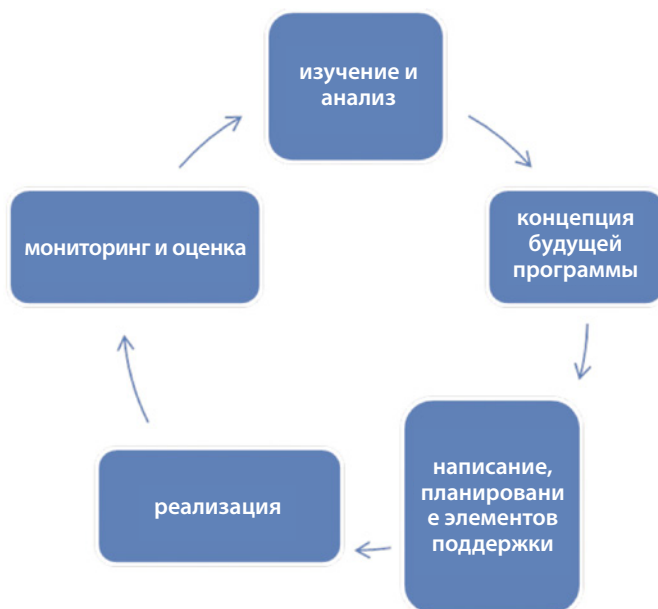 изучение и
анализ
концепция
будущей
программы
написание,
планировани
е элементов
поддержки
реализация
мониторинг и оценка